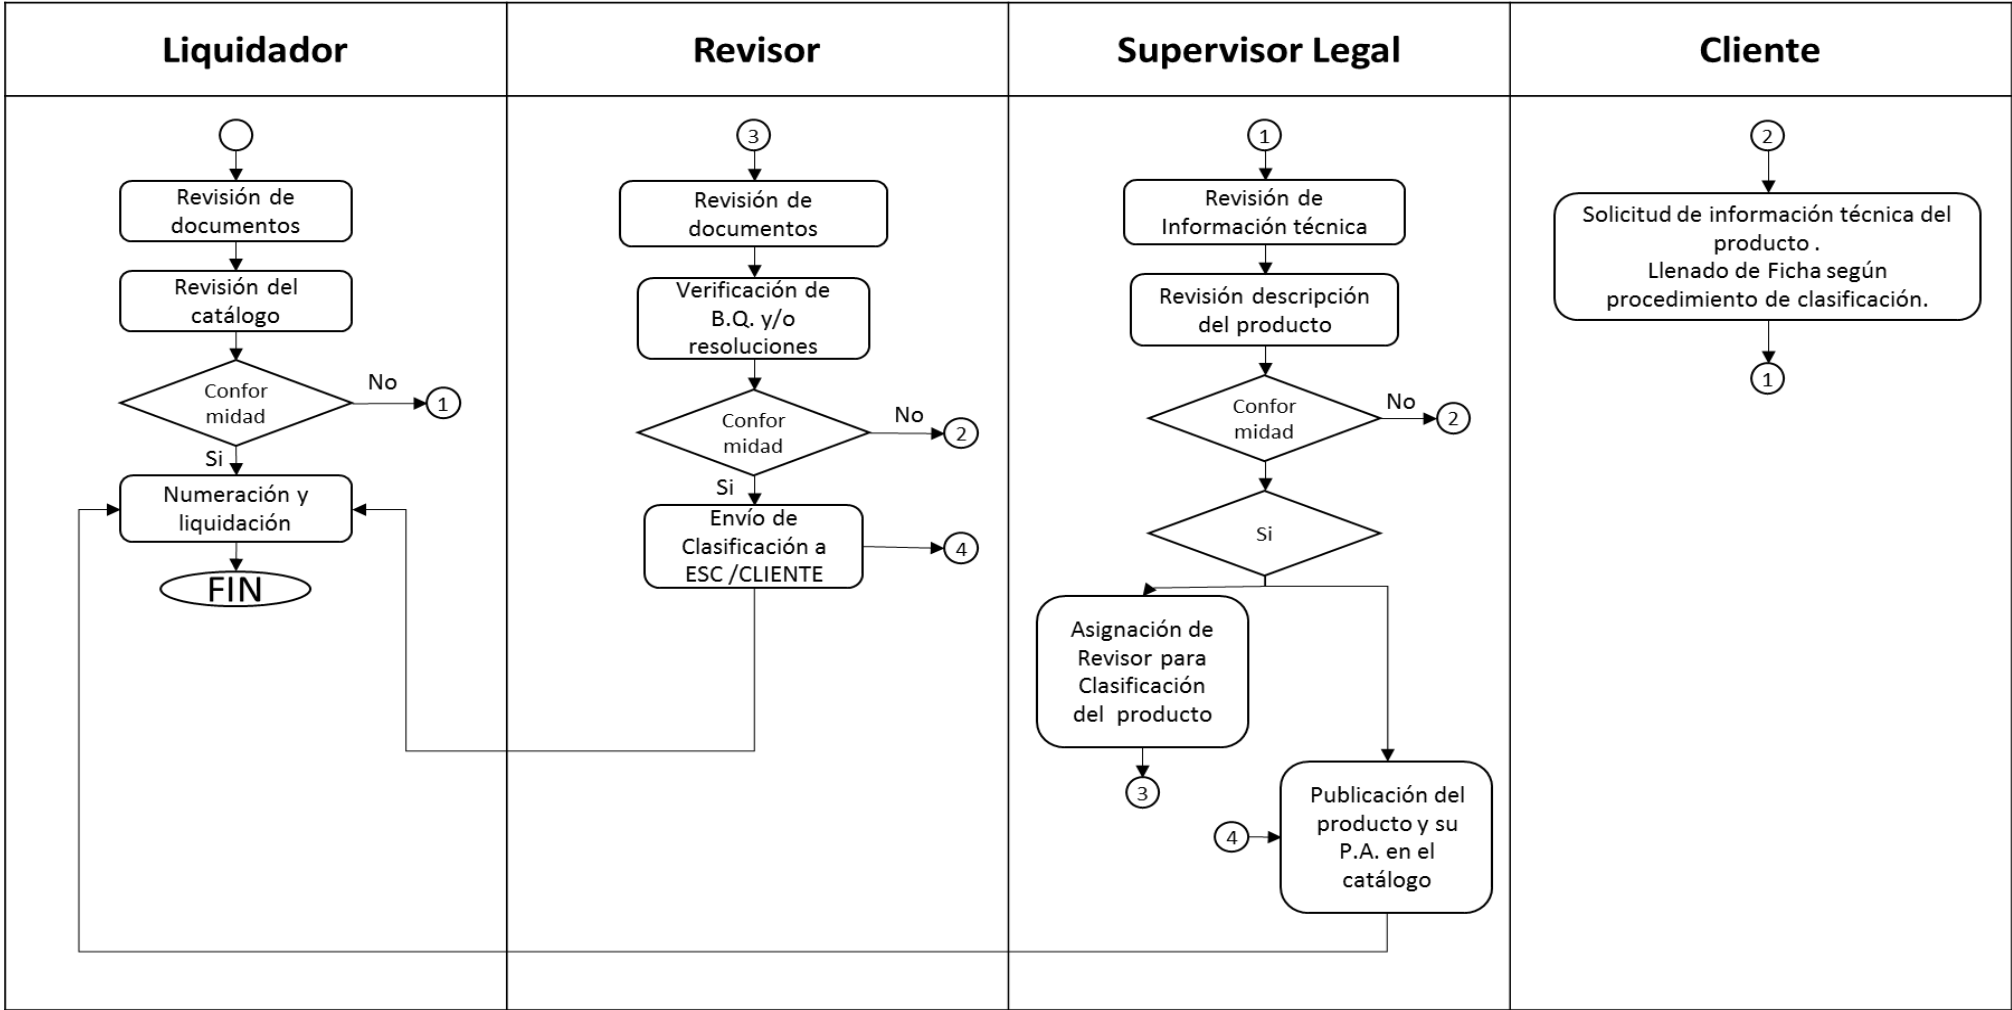 Liquidador
Revisor
Supervisor Legal
Cliente
Revisión de
documentos
Revisión del
catálogo
Confor
midad
No
1
Si
Numeración y
liquidación
FIN
3
Revisión de
documentos
Verificación de
B.Q. y/o
resoluciones
Confor
midad
No
2
Si
Envío de
Clasificación a
ESC /CLIENTE
4
1
Revisión de
Información técnica
Revisión descripción
del producto
Confor
midad
No
2
Si
Asignación de
Revisor para
Clasificación
del producto
3
Publicación del
producto y su
P.A. en el
catálogo
4
2
Solicitud de información técnica del
producto .
Llenado de Ficha según
procedimiento de clasificación.
1